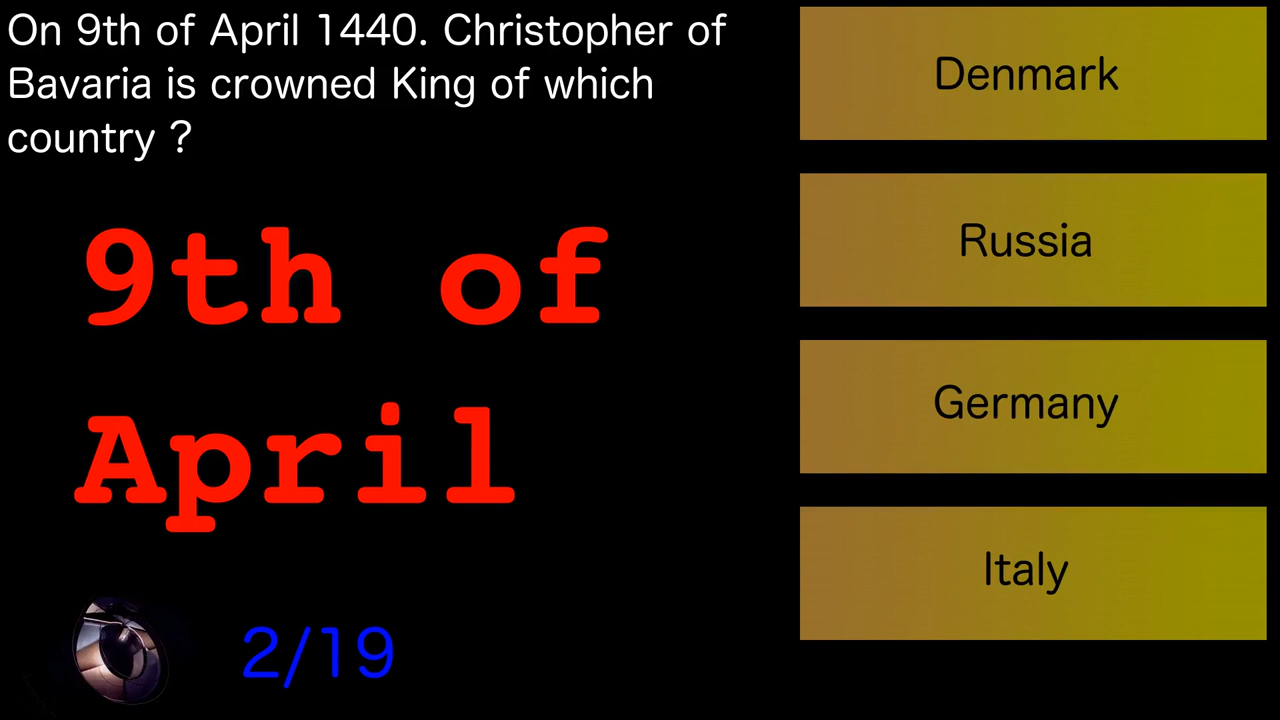 On 9th of April 1440. Christopher of
Bavaria is crowned King of which
country ?
9th of
April
2/19
Denmark
Russia
Germany
Italy